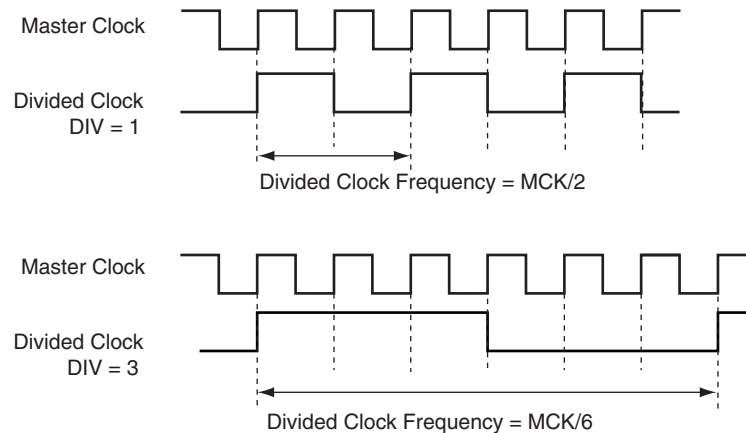 Master Clock
Divided Clock
DIV = 1
Divided Clock Frequency = MCK/2
Master Clock
Divided Clock
DIV = 3
Divided Clock Frequency = MCK/6